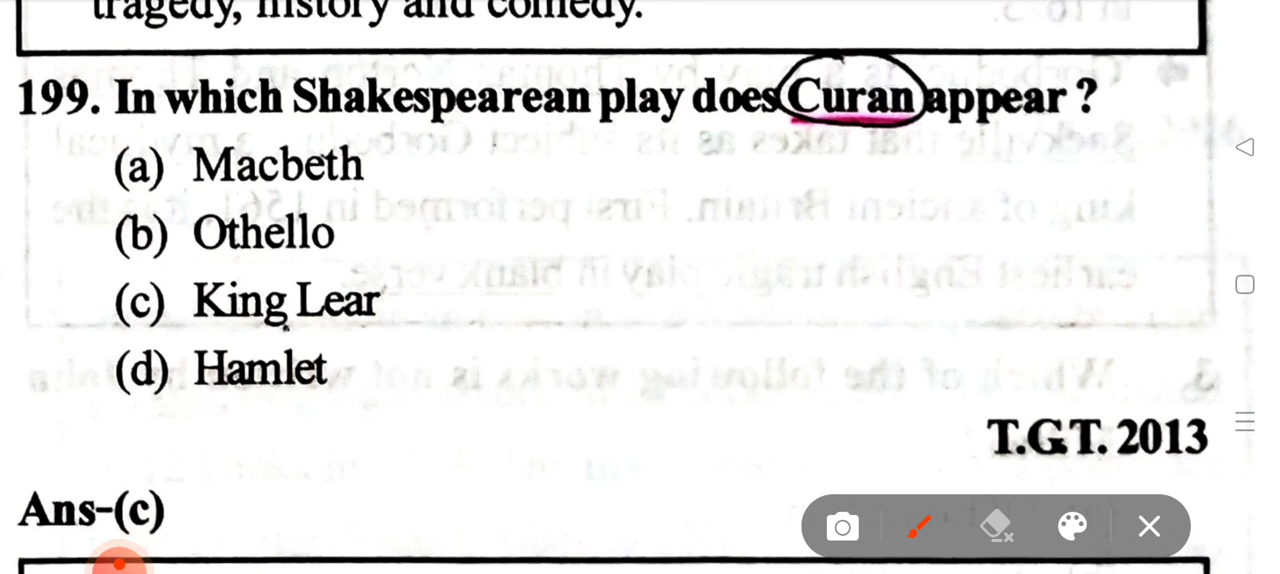 tragedy, history and comedy.
199. In which Shakespearean play does Curan appear ?
(a) Macbeth
(b) Othello
(c) King Lear
(d) Hamlet
T.G.T. 2013
Ans-(c)